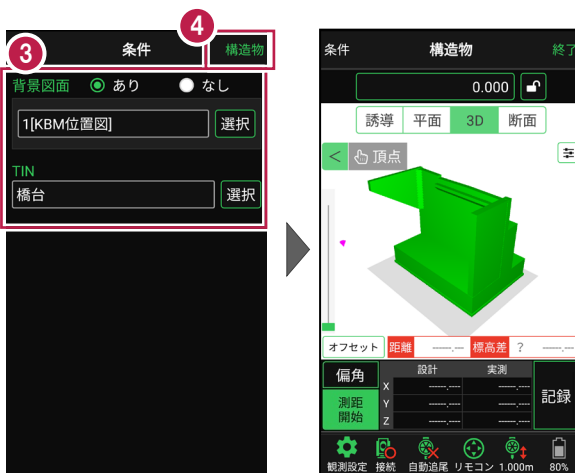 3
4
条件
構造物
背景図面
あり
なし
1[KBM位置図]
選択
TIN
橋台
選択
条件
構造物
終了
0.000
誘導
平面
3D
断面
<
頂点
オフセット
距離
------.---
標高差
?
------.---
偏角
測距
開始
設計
実測
X
------.----
------.----
Y
------.----
------.----
Z
------.----
------.----
記録
観測設定
接続
自動追尾
リモコン
1.000m
80%